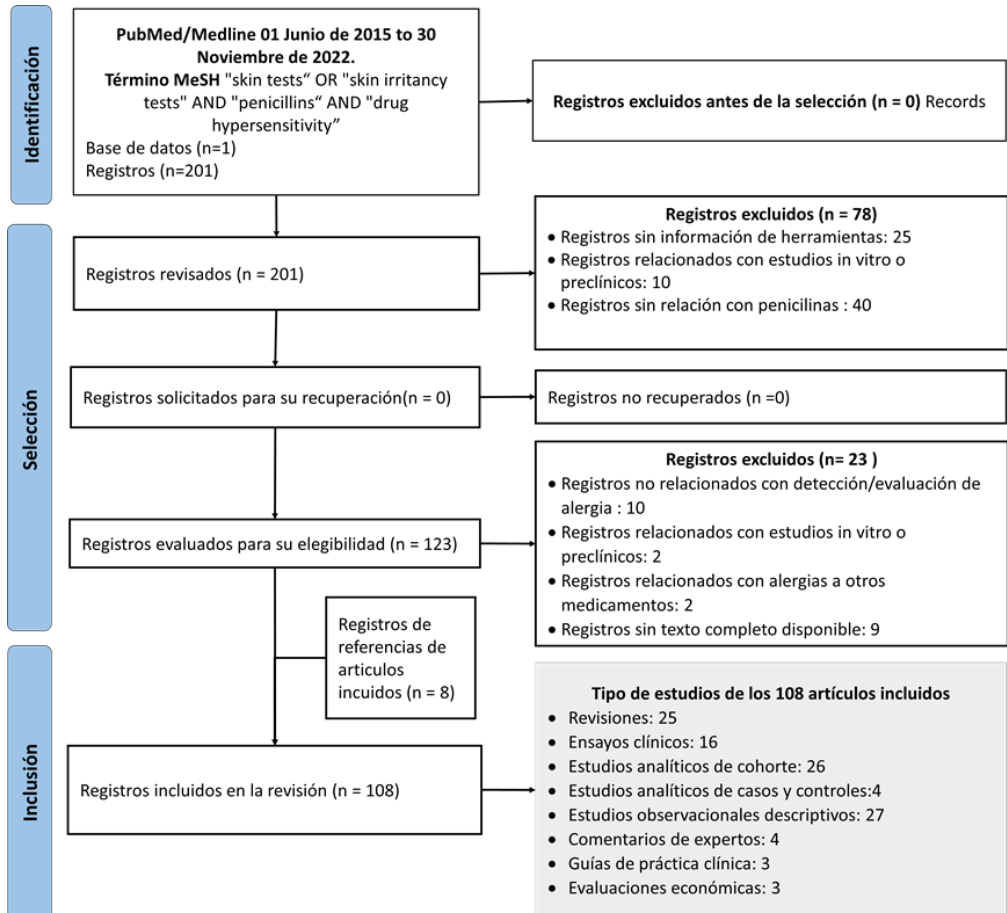 Identificación
PubMed/Medline 01 Junio de 2015 to 30
Noviembre de 2022.
Término MeSH "skin tests“ OR "skin irritancy
tests" AND "penicillins“ AND "drug
hypersensitivity”
Base de datos (n=1)
Registros (n=201)
Registros excluidos antes de la selección (n = 0) Records
Selección
Registros revisados (n = 201)
Registros excluidos (n = 78)
• Registros sin información de herramientas: 25
• Registros relacionados con estudios in vitro o
preclínicos: 10
• Registros sin relación con penicilinas : 40
Registros solicitados para su recuperación(n = 0)
Registros no recuperados (n =0)
Registros evaluados para su elegibilidad (n = 123)
Registros excluidos (n= 23 )
• Registros no relacionados con detección/evaluación de
alergia : 10
• Registros relacionados con estudios in vitro o
preclínicos: 2
• Registros relacionados con alergias a otros
medicamentos: 2
• Registros sin texto completo disponible: 9
Registros de
referencias de
articulos
incuidos (n = 8)
Inclusión
Registros incluidos en la revisión (n = 108)
Tipo de estudios de los 108 artículos incluidos
• Revisiones: 25
• Ensayos clínicos: 16
• Estudios analíticos de cohorte: 26
• Estudios analíticos de casos y controles:4
• Estudios observacionales descriptivos: 27
• Comentarios de expertos: 4
• Guías de práctica clínica: 3
• Evaluaciones económicas: 3